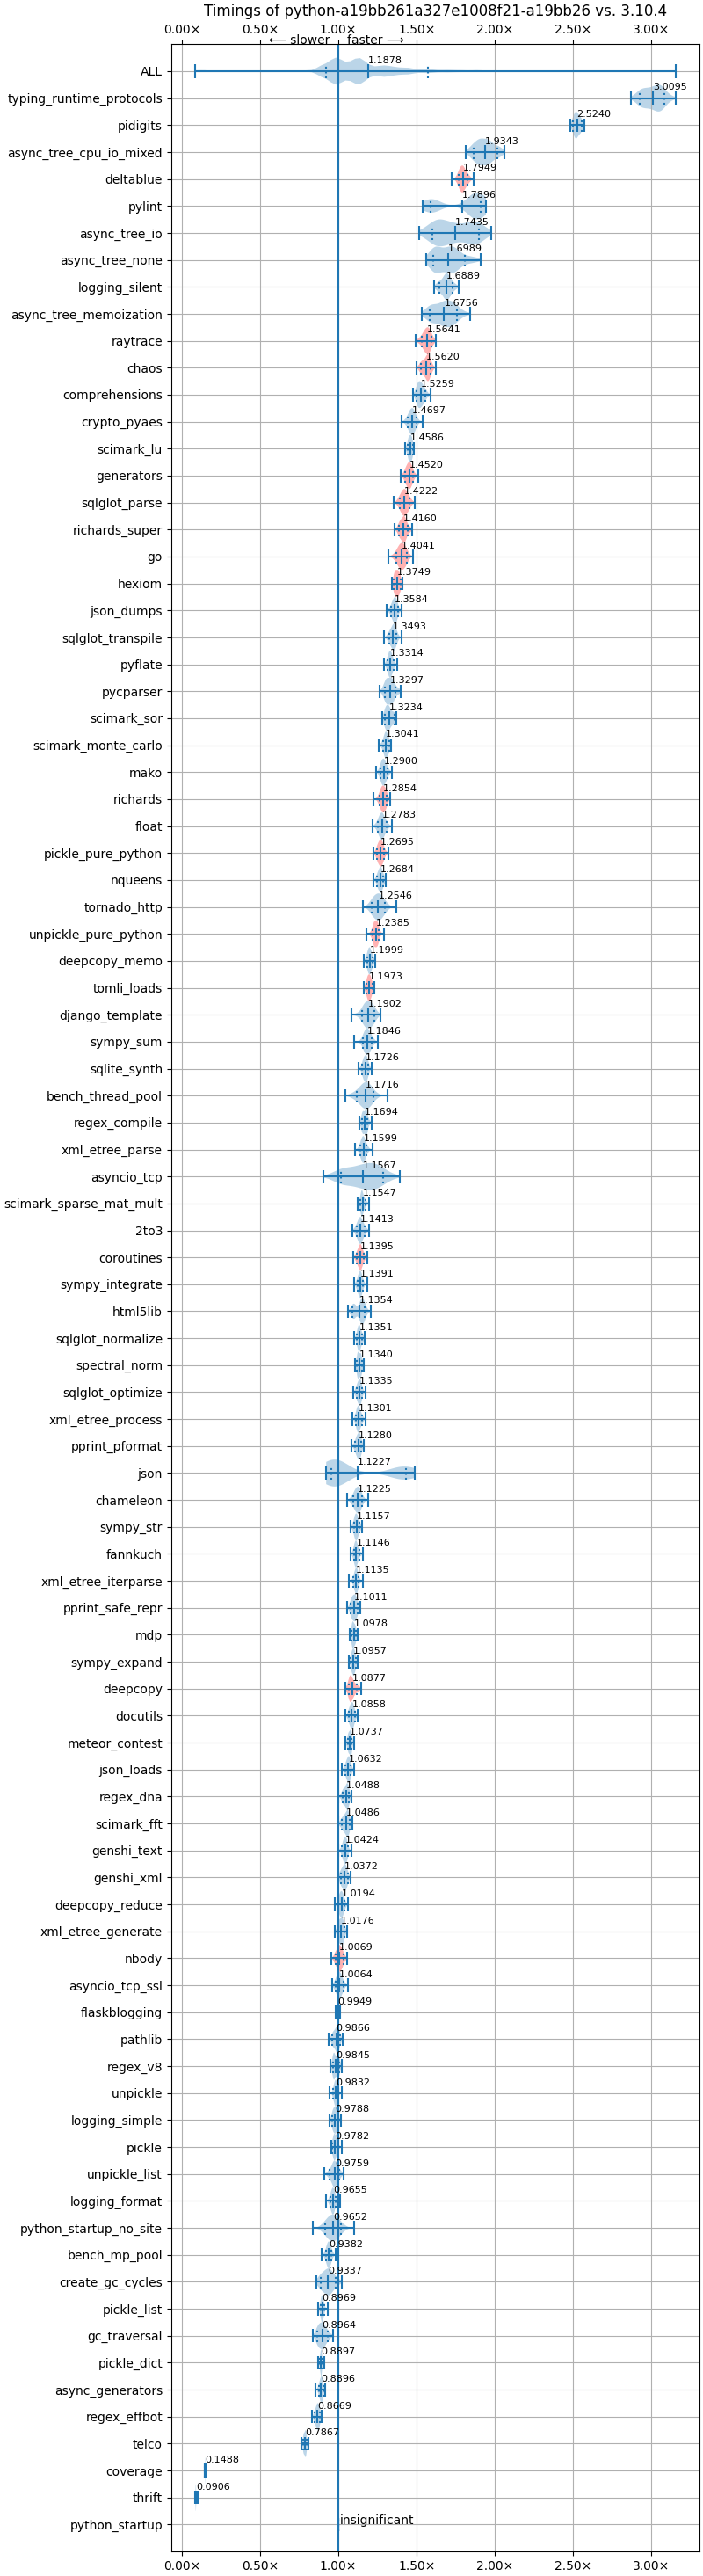 Timings of python-a19bb261a327e1008f21-a19bb26 vs. 3.10.4
0.00× 0.50× 1.00× 1.50× 2.00× 2.50× 3.00×
⟵ slower faster ⟶
ALL 1.1878
typing_runtime_protocols 3.0095
pidigits 2.5240
async_tree_cpu_io_mixed 1.9343
deltablue 1.7949
pylint 1.7896
async_tree_io 1.7435
async_tree_none 1.6989
logging_silent 1.6889
async_tree_memoization 1.6756
raytrace 1.5641
chaos 1.5620
comprehensions 1.5259
crypto_pyaes 1.4697
scimark_lu 1.4586
generators 1.4520
sqlglot_parse 1.4222
richards_super 1.4160
go 1.4041
hexiom 1.3749
json_dumps 1.3584
sqlglot_transpile 1.3493
pyflate 1.3314
pycparser 1.3297
scimark_sor 1.3234
scimark_monte_carlo 1.3041
mako 1.2900
richards 1.2854
float 1.2783
pickle_pure_python 1.2695
nqueens 1.2684
tornado_http 1.2546
unpickle_pure_python 1.2385
deepcopy_memo 1.1999
tomli_loads 1.1973
django_template 1.1902
sympy_sum 1.1846
sqlite_synth 1.1726
bench_thread_pool 1.1716
regex_compile 1.1694
xml_etree_parse 1.1599
asyncio_tcp 1.1567
scimark_sparse_mat_mult 1.1547
2to3 1.1413
coroutines 1.1395
sympy_integrate 1.1391
html5lib 1.1354
sqlglot_normalize 1.1351
spectral_norm 1.1340
sqlglot_optimize 1.1335
xml_etree_process 1.1301
pprint_pformat 1.1280
json 1.1227
chameleon 1.1225
sympy_str 1.1157
fannkuch 1.1146
xml_etree_iterparse 1.1135
pprint_safe_repr 1.1011
mdp 1.0978
sympy_expand 1.0957
deepcopy 1.0877
docutils 1.0858
meteor_contest 1.0737
json_loads 1.0632
regex_dna 1.0488
scimark_fft 1.0486
genshi_text 1.0424
genshi_xml 1.0372
deepcopy_reduce 1.0194
xml_etree_generate 1.0176
nbody 1.0069
asyncio_tcp_ssl 1.0064
flaskblogging 0.9949
pathlib 0.9866
regex_v8 0.9845
unpickle 0.9832
logging_simple 0.9788
pickle 0.9782
unpickle_list 0.9759
logging_format 0.9655
python_startup_no_site 0.9652
bench_mp_pool 0.9382
create_gc_cycles 0.9337
pickle_list 0.8969
gc_traversal 0.8964
pickle_dict 0.8897
async_generators 0.8896
regex_effbot 0.8669
telco 0.7867
coverage 0.1488
thrift 0.0906
python_startup insignificant
0.00× 0.50× 1.00× 1.50× 2.00× 2.50× 3.00×